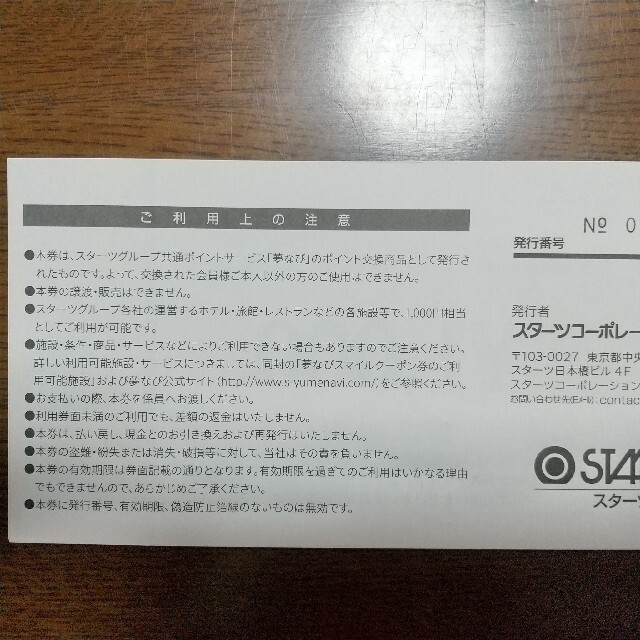 ご利用上の注意
●本券は、スターツグループ共通ポイントサービス「夢なび」のポイント交換商品として発行さ
れたものです。よって、交換された会員様ご本人以外の方のご使用はできません。
●本券の譲渡・販売はできません。
●スターツグループ各社の運営するホテル・旅館・レストランなどの各施設等で、1,000円相当
としてご利用が可能です。
●施設・条件・商品・サービスなどによりご利用できない場合もありますのでご注意ください。
詳しい利用可能施設・サービスにつきましては、同封の「夢なびスマイルクーポン券のご利
用可能施設」および夢なび公式サイト(http://www.s-yumenavi.com/)をご参照ください。
●お支払いの際、本券を係員へお渡しください。
●利用券面未満のご利用でも、差額の返金はいたしません。
●本券は、払い戻し、現金とのお引き換えおよび再発行はいたしません。
●本券の盗難・紛失または消失・破損等に対して、当社はその責を負いません。
●本券の有効期限は券面記載の通りとなります。有効期限を過ぎてのご利用はいかなる理由
でもできませんので、あらかじめご了承ください。
●本券に発行番号、有効期限、偽造防止箔線のないものは無効です。
№ 0
発行番号
発行者
スターツコーポレー
〒103-0027 東京都中央
スターツ日本橋ビル4F
スターツコーポレーション
お問い合わせ先(E社): contac
STA
スターツ